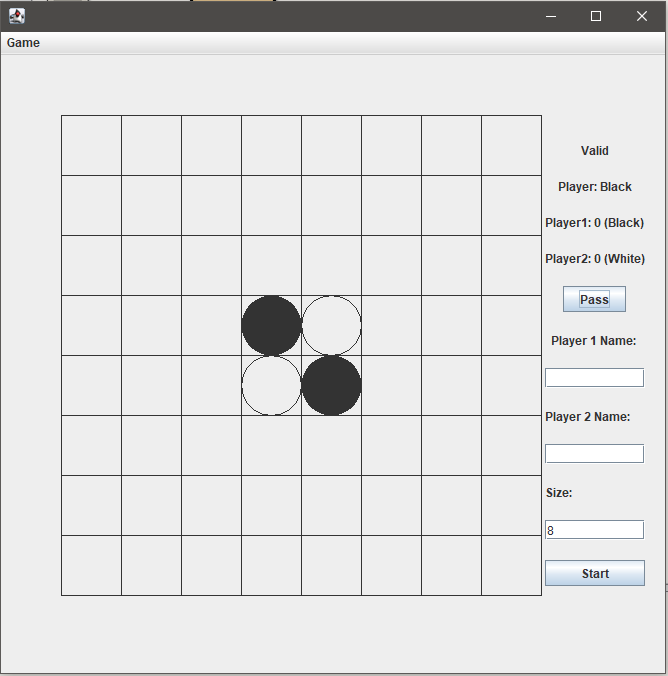 Game
Valid
Player: Black
Player1: 0 (Black)
Player2: 0 (White)
Pass
Player 1 Name:
Player 2 Name:
Size:
8
Start